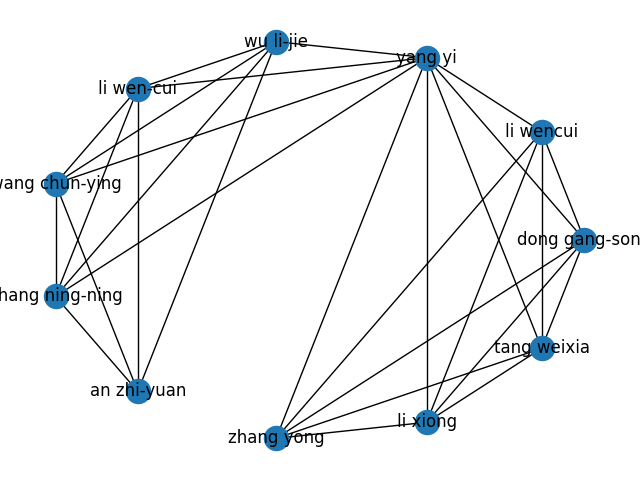 wu li-jie
yang yi
li wen-cui
li wencui
wang chun-ying
dong gang-son
hang ning-ning
tang weixia
an zhi-yuan
li xiong
zhang yong